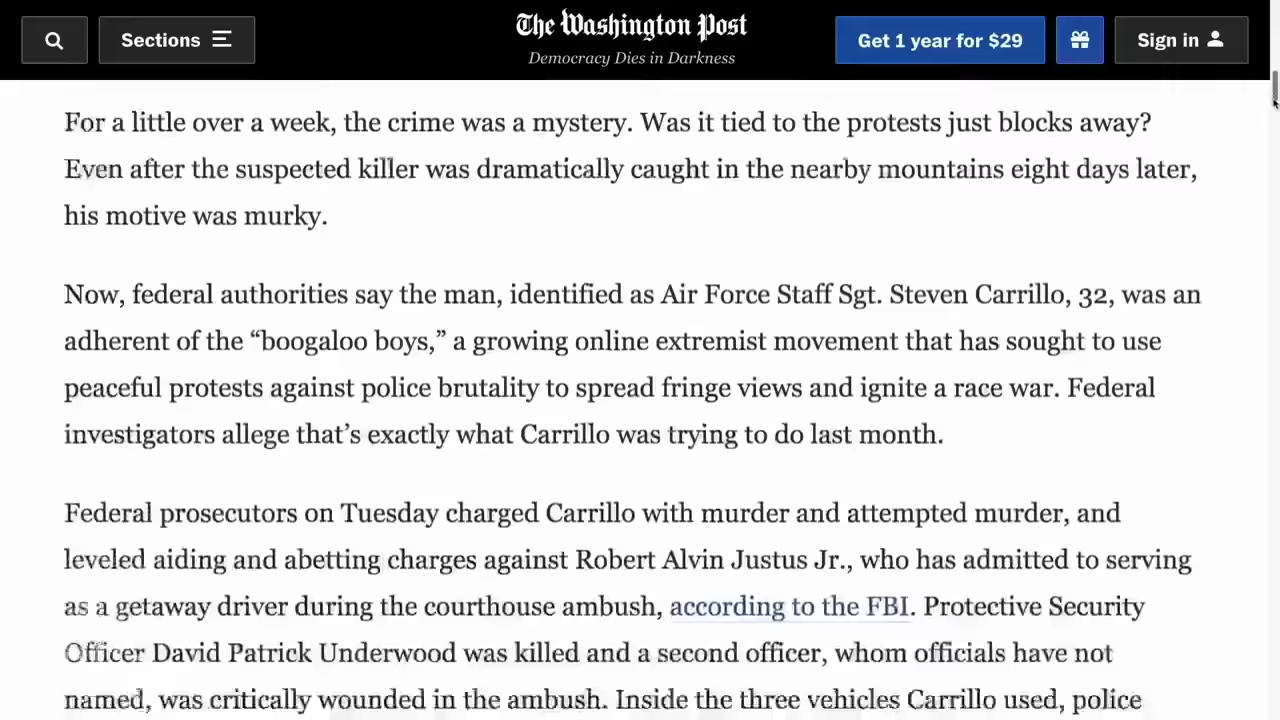 Sections
The Washington Post
Democracy Dies in Darkness
Get 1 year for $29
Sign in
For a little over a week, the crime was a mystery. Was it tied to the protests just blocks away?
Even after the suspected killer was dramatically caught in the nearby mountains eight days later,
his motive was murky.
Now, federal authorities say the man, identified as Air Force Staff Sgt. Steven Carrillo, 32, was an
adherent of the “boogaloo boys,” a growing online extremist movement that has sought to use
peaceful protests against police brutality to spread fringe views and ignite a race war. Federal
investigators allege that’s exactly what Carrillo was trying to do last month.
Federal prosecutors on Tuesday charged Carrillo with murder and attempted murder, and
leveled aiding and abetting charges against Robert Alvin Justus Jr., who has admitted to serving
as a getaway driver during the courthouse ambush, according to the FBI. Protective Security
Officer David Patrick Underwood was killed and a second officer, whom officials have not
named, was critically wounded in the ambush. Inside the three vehicles Carrillo used, police